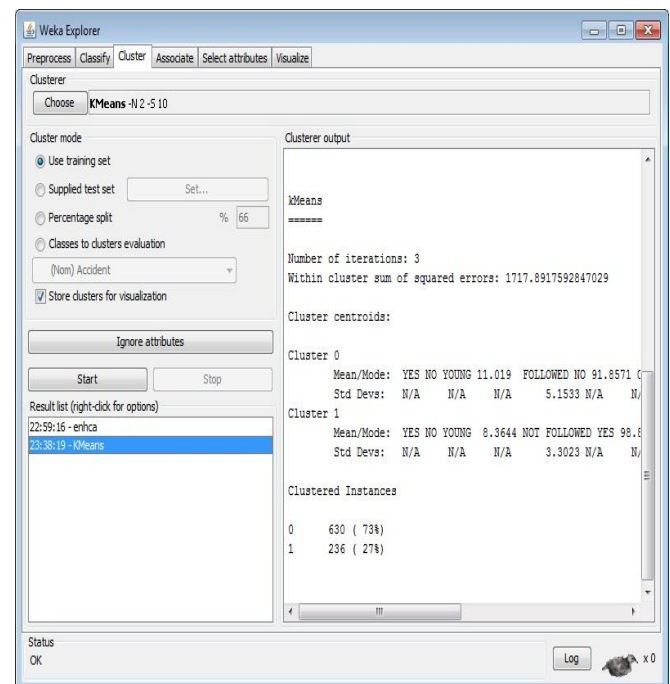 Weka Explorer
Preprocess Classify Cluster Associate Select attributes Visualize
Clusterer
Choose KMeans -N 2 -S 10
Cluster mode
Use training set
Supplied test set Set...
Percentage split % 66
Classes to clusters evaluation
(Nom) Accident
Store clusters for visualization
Ignore attributes
Start Stop
Result list (right-click for options)
22:59:16 - enhca
23:38:19 - KMeans
Clusterer output
kMeans
======
Number of iterations: 3
Within cluster sum of squared errors: 1717.8917592847029
Cluster centroids:
Cluster 0
Mean/Mode: YES NO YOUNG 11.019 FOLLOWED NO 91.8571
Std Devs: N/A N/A N/A 5.1533 N/A N/
Cluster 1
Mean/Mode: YES NO YOUNG 8.3644 NOT FOLLOWED YES 98.8
Std Devs: N/A N/A N/A 3.3023 N/A N/
Clustered Instances
0 630 ( 73%)
1 236 ( 27%)
Status
OK
Log x 0